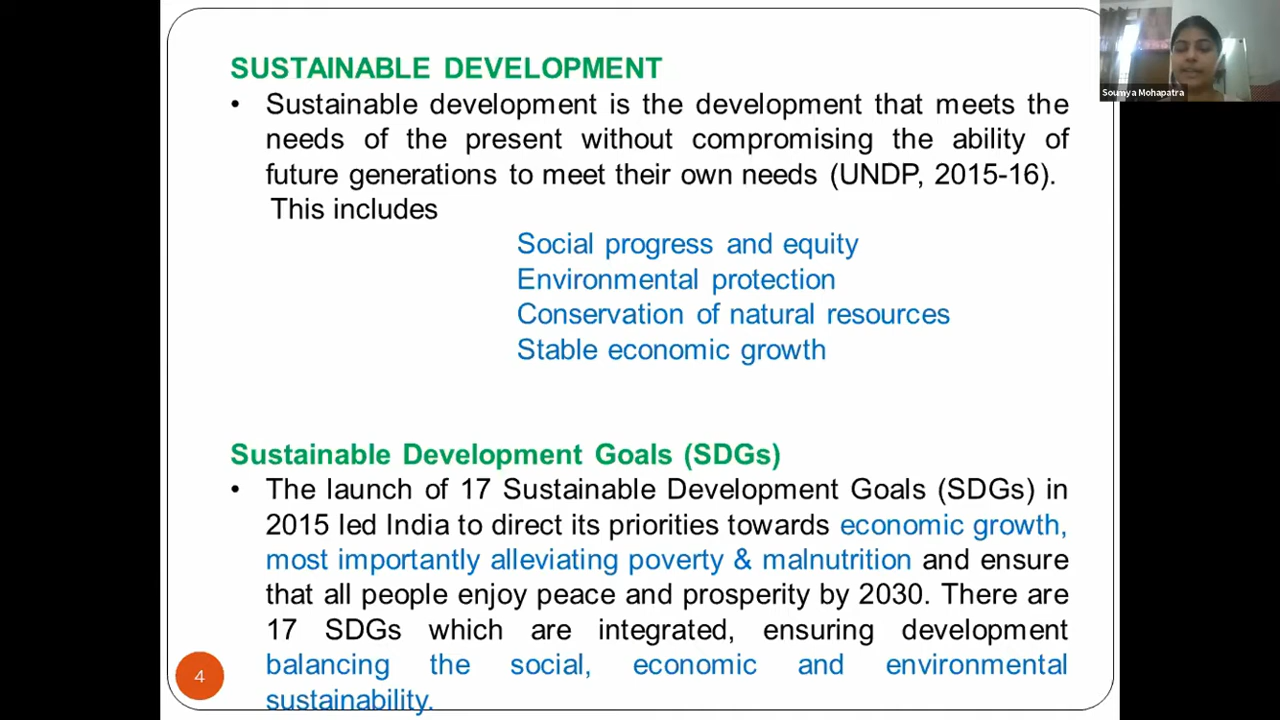 SUSTAINABLE DEVELOPMENT
• Sustainable development is the development that meets the
needs of the present without compromising the ability of
future generations to meet their own needs (UNDP, 2015-16).
This includes
Social progress and equity
Environmental protection
Conservation of natural resources
Stable economic growth
Sustainable Development Goals (SDGs)
• The launch of 17 Sustainable Development Goals (SDGs) in
2015 led India to direct its priorities towards economic growth,
most importantly alleviating poverty & malnutrition and ensure
that all people enjoy peace and prosperity by 2030. There are
17 SDGs which are integrated, ensuring development
balancing the social, economic and environmental
sustainability.
4
Soumya Mohapatra